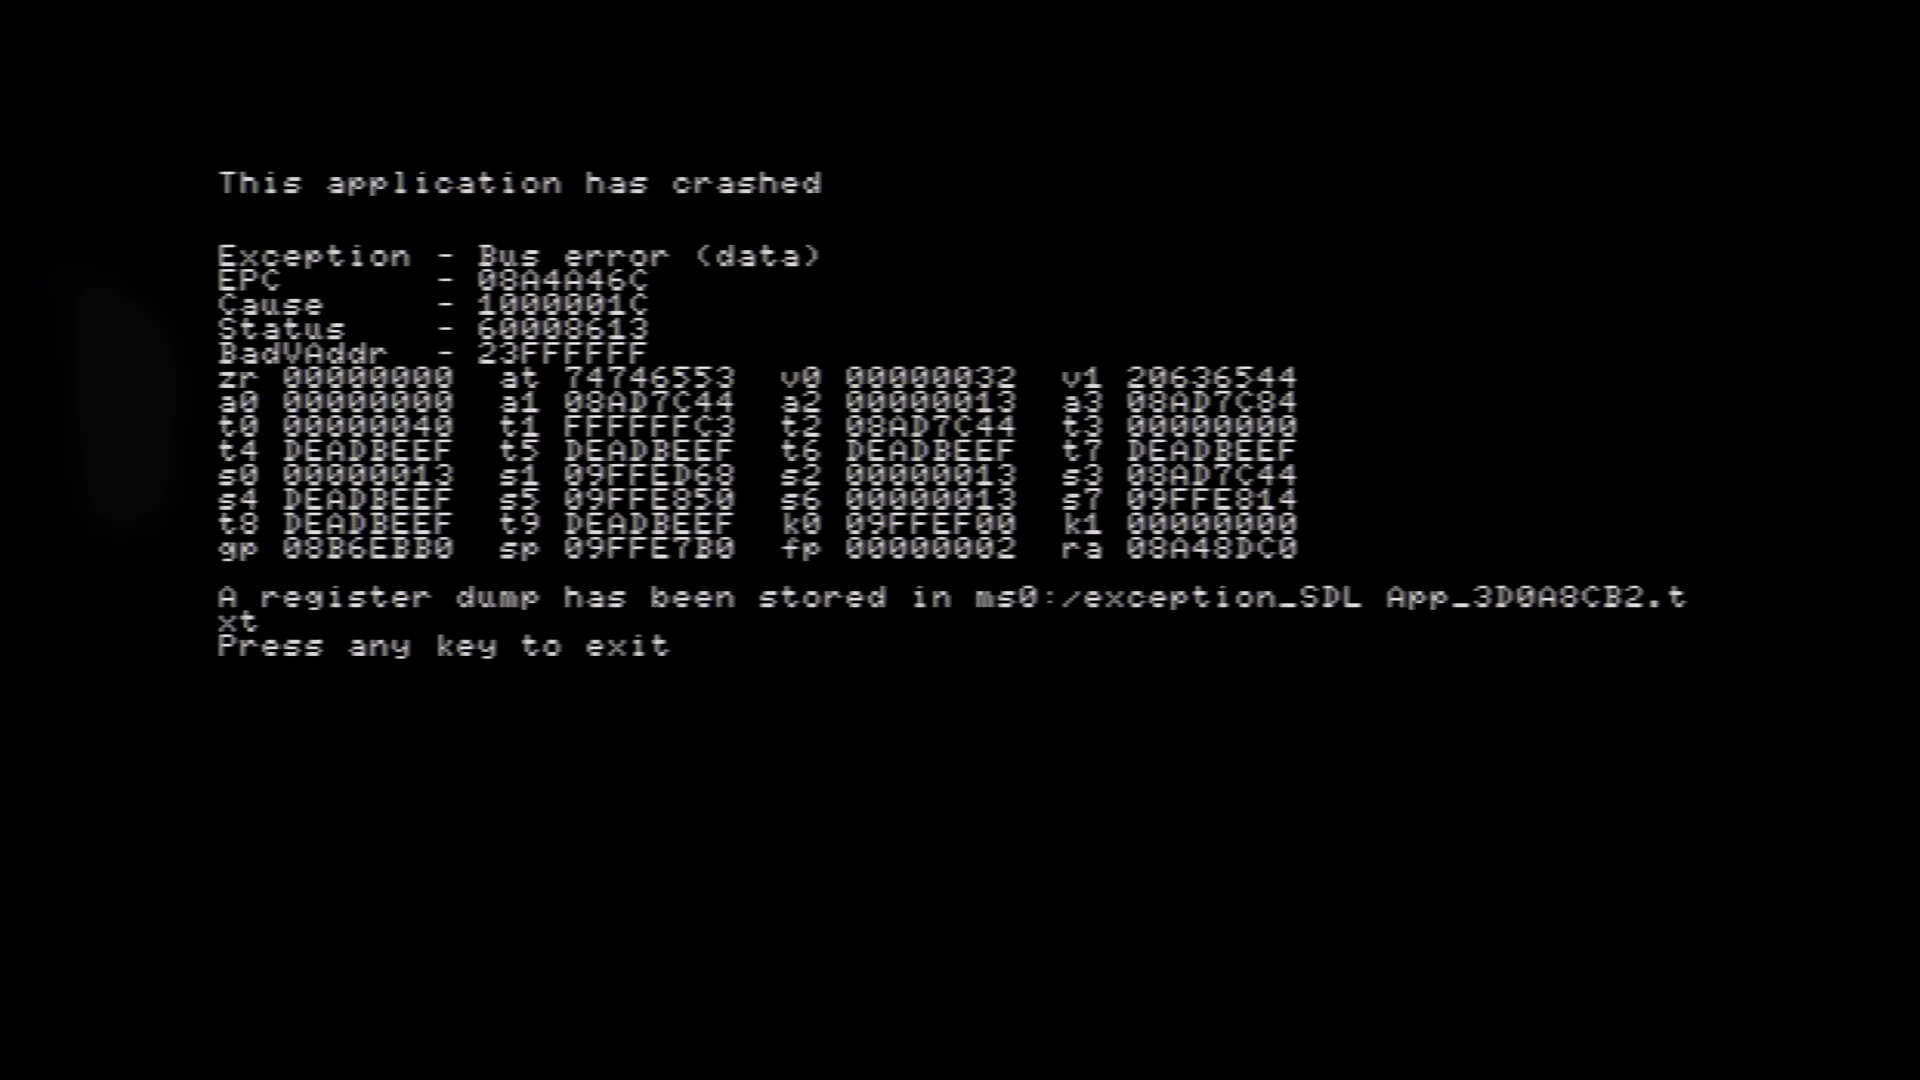 This application has crashed
Exception - Bus error (data)
EPC       - 08A4A46C
Cause     - 1000001C
Status    - 60008613
BadVAddr  - 23FFFFFF
zr 00000000  at 74746553  v0 00000032  v1 20636544
a0 00000000  a1 08AD7C44  a2 00000013  a3 08AD7C84
t0 00000040  t1 FFFFFFC3  t2 08AD7C44  t3 00000000
t4 DEADBEEF  t5 DEADBEEF  t6 DEADBEEF  t7 DEADBEEF
s0 00000013  s1 09FFED68  s2 00000013  s3 08AD7C44
s4 DEADBEEF  s5 09FFE850  s6 00000013  s7 09FFE814
t8 DEADBEEF  t9 DEADBEEF  k0 09FFEF00  k1 00000000
gp 08B6EBB0  sp 09FFE7B0  fp 00000002  ra 08A48DC0
A register dump has been stored in ms0:/exception_SDL App_3D0A8CB2.t
xt
Press any key to exit